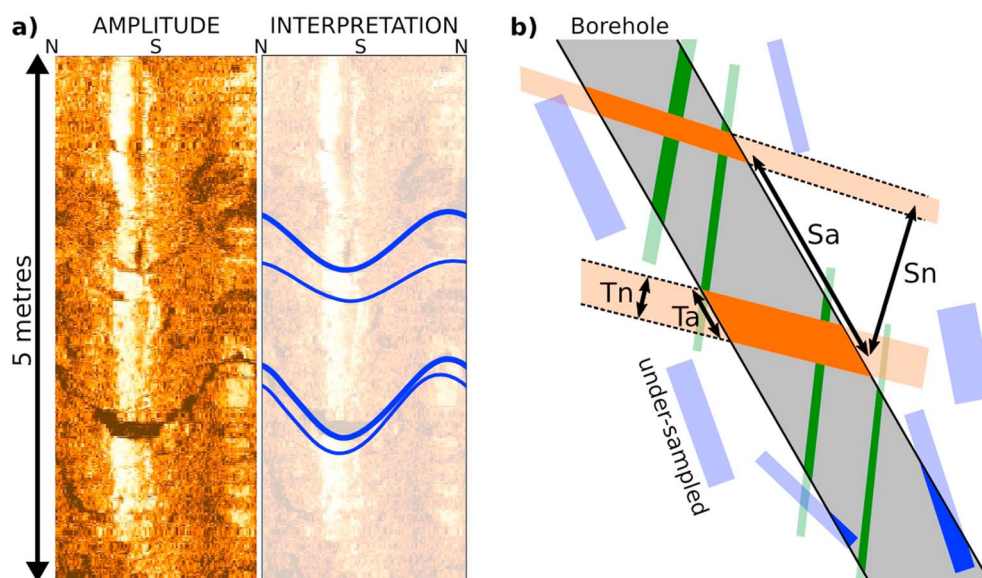 a) AMPLITUDE INTERPRETATION
N S N S N
5 metres
b) Borehole
Sa
Sn
Tn
Ta
under-sampled